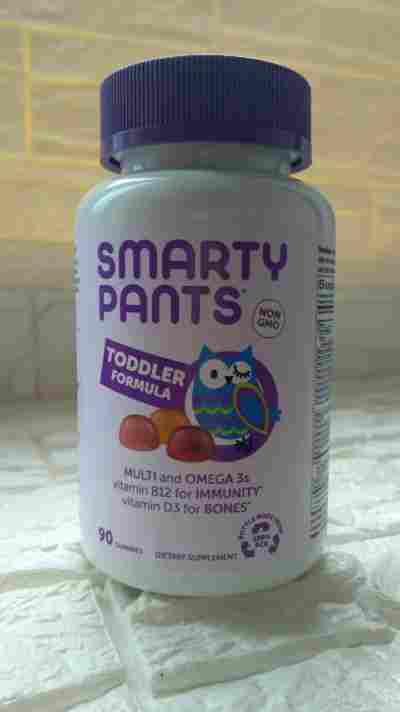 SMARTY
PANTS
NON
GMO
TODDLER
FORMULA
MULTI and OMEGA 3s
vitamin B12 for IMMUNITY*
vitamin D3 for BONES*
90 GUMMIES
DIETARY SUPPLEMENT